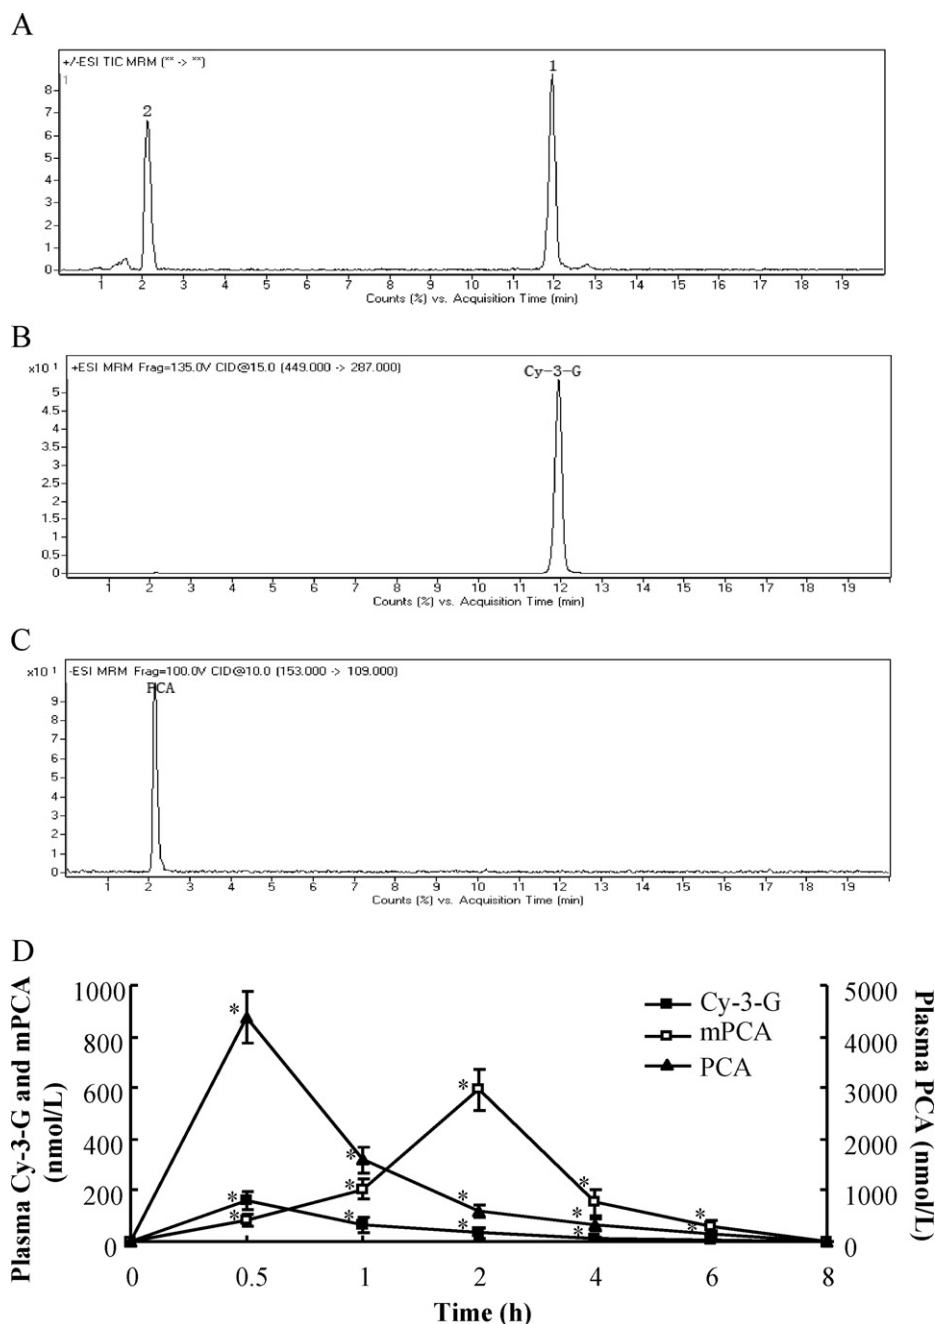 A
+/-ESI TIC MRM (** -> **)
1
8
7
6
5
4
3
2
1
0
2
1
1 2 3 4 5 6 7 8 9 10 11 12 13 14 15 16 17 18 19
Counts (%) vs. Acquisition Time (min)
B
x10 1
+ESI MRM Frag=135.0V CID@15.0 (449.000 -> 287.000)
Cy-3-G
5
4.5
4
3.5
3
2.5
2
1.5
1
0.5
0
1 2 3 4 5 6 7 8 9 10 11 12 13 14 15 16 17 18 19
Counts (%) vs. Acquisition Time (min)
C
x10 1
-ESI MRM Frag=100.0V CID@10.0 (153.000 -> 109.000)
PCA
9
8
7
6
5
4
3
2
1
0
1 2 3 4 5 6 7 8 9 10 11 12 13 14 15 16 17 18 19
Counts (%) vs. Acquisition Time (min)
D
Plasma Cy-3-G and mPCA
(nmol/L)
1000
800
600
400
200
0
Cy-3-G
mPCA
PCA
* * * * * * * * * * * * *
5000
4000
3000
2000
1000
0
Plasma PCA (nmol/L)
0 0.5 1 2 4 6 8
Time (h)